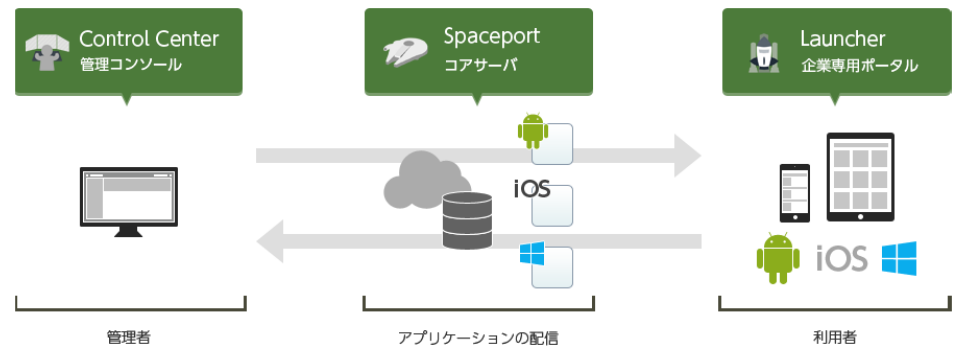 Control Center
管理コンソール
Spaceport
コアサーバ
Launcher
企業専用ポータル
iOS
iOS
管理者
アプリケーションの配信
利用者